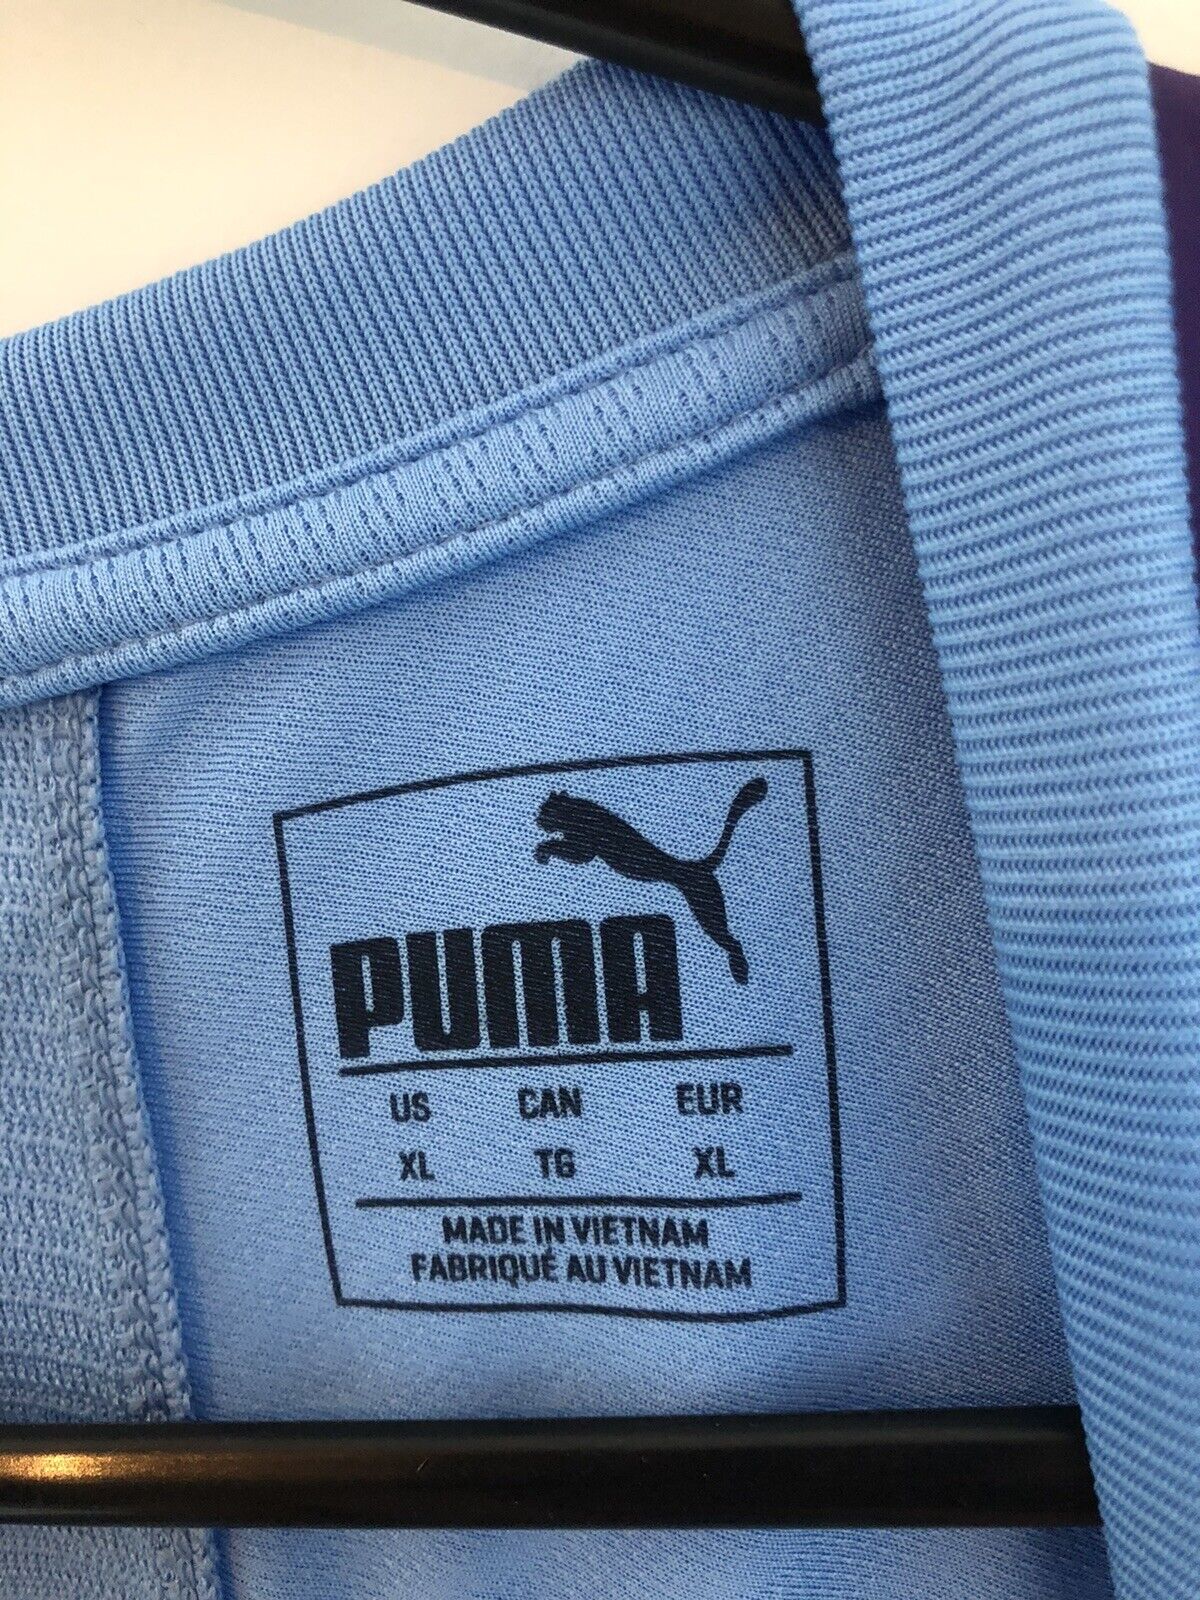 PUMA
US CAN EUR
XL TG XL
MADE IN VIETNAM
FABRIQUÉ AU VIETNAM